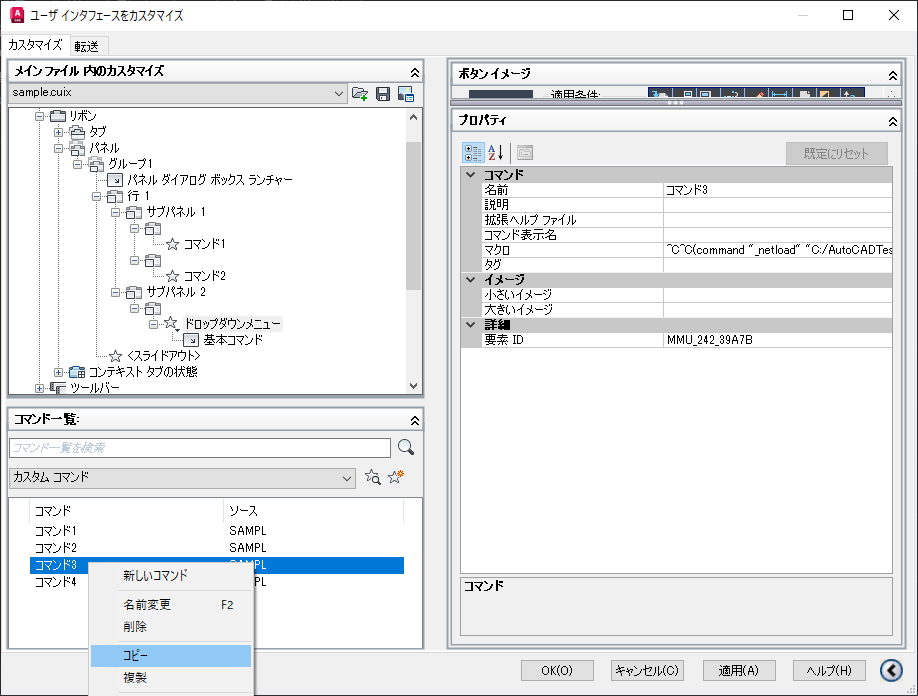 ユーザ インタフェースをカスタマイズ
カスタマイズ
転送
メイン ファイル 内のカスタマイズ
sample.cuix
リボン
タブ
パネル
グループ1
パネル ダイアログ ボックス ランチャー
行 1
サブパネル 1
コマンド1
コマンド2
サブパネル 2
ドロップダウンメニュー
基本コマンド
<スライドアウト>
コンテキスト タブの状態
ツールバー
コマンド一覧:
コマンド一覧を検索
カスタム コマンド
コマンド ソース
コマンド1 SAMPL
コマンド2 SAMPL
コマンド3 SAMPL
コマンド4
新しいコマンド
名前変更 F2
削除
コピー
複製
ボタン イメージ
適用条件:
プロパティ
既定にリセット
コマンド
名前 コマンド3
説明
拡張ヘルプ ファイル
コマンド表示名
マクロ ^C^C(command "_netload" "C:/AutoCADTes
タグ
イメージ
小さいイメージ
大きいイメージ
詳細
要素 ID MMU_242_39A7B
コマンド
OK(O)
キャンセル(C)
適用(A)
ヘルプ(H)